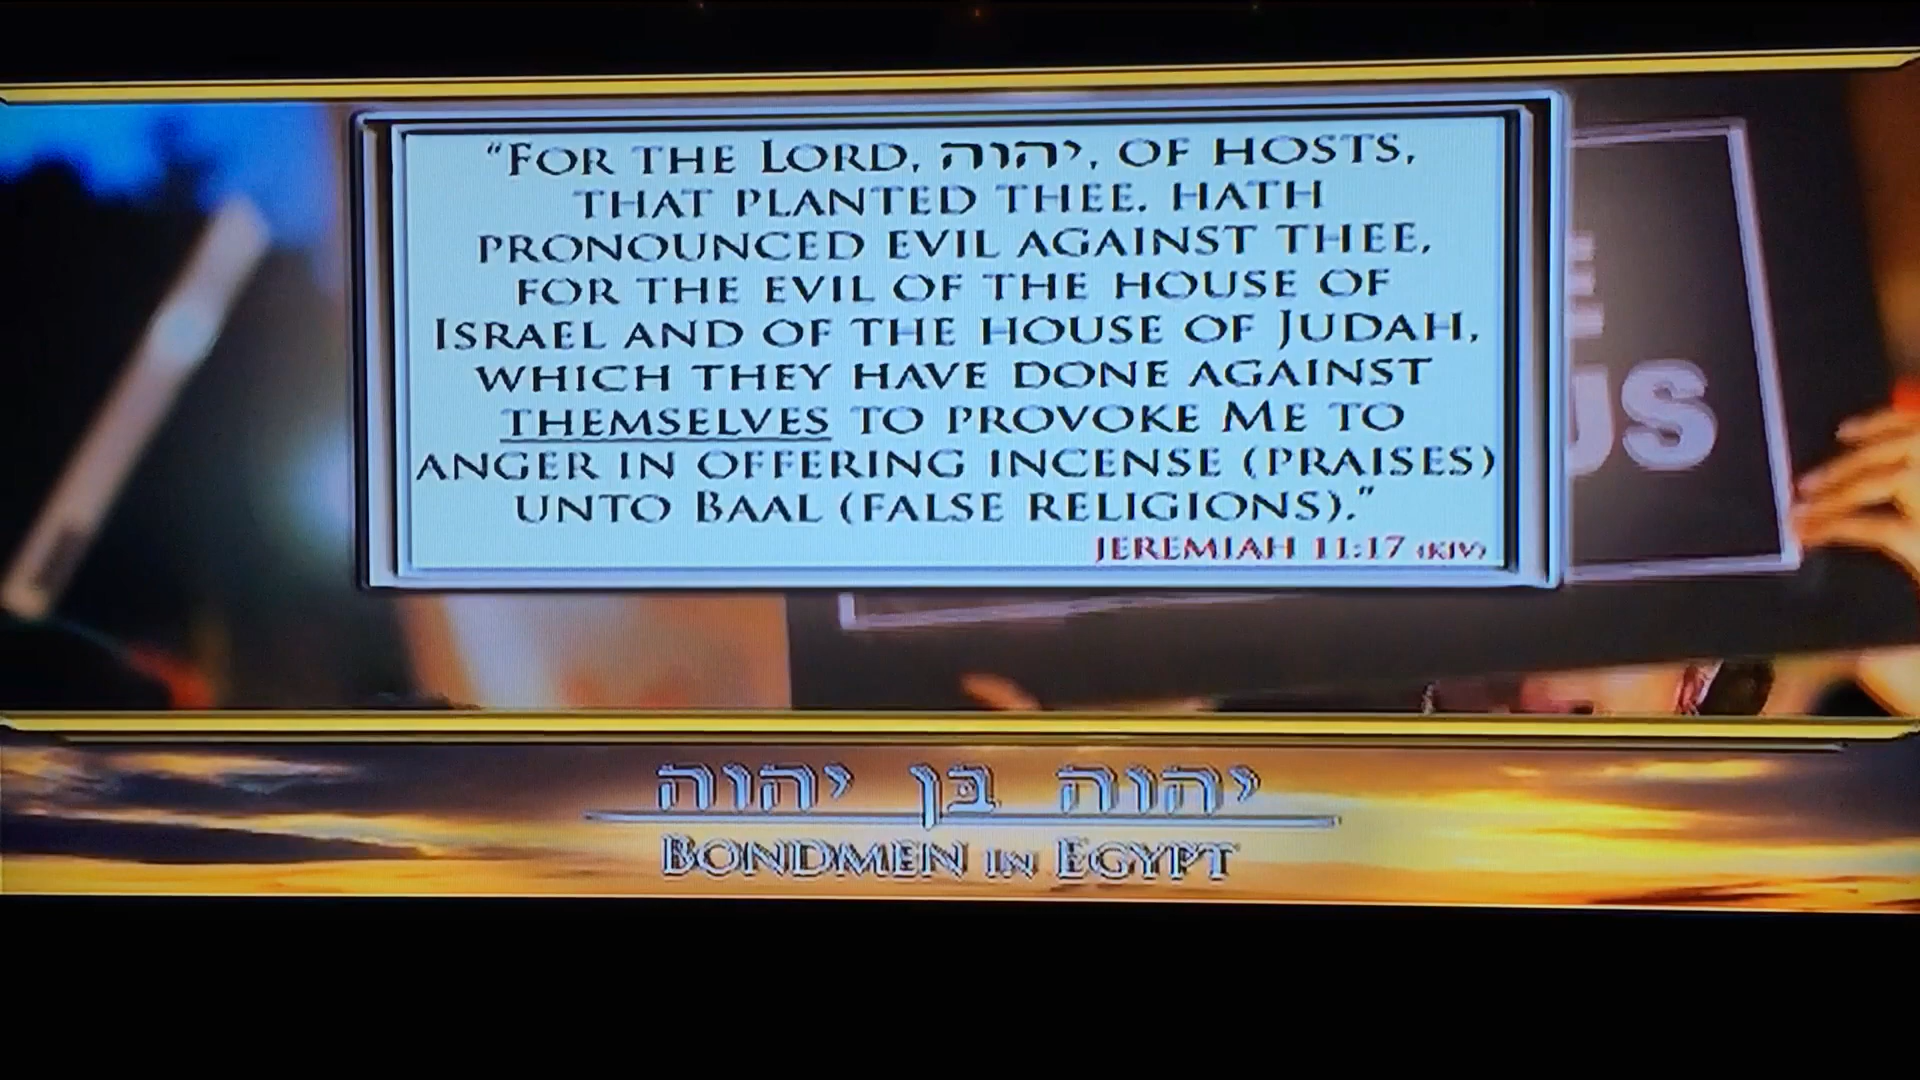 “For the Lord, יהוה, of hosts,
that planted thee, hath
pronounced evil against thee,
for the evil of the house of
Israel and of the house of Judah,
which they have done against
themselves to provoke Me to
anger in offering incense (praises)
unto Baal (false religions).”
Jeremiah 11:17 (KJV)
E
US
יהוה בן יהוה
Bondmen in Egypt